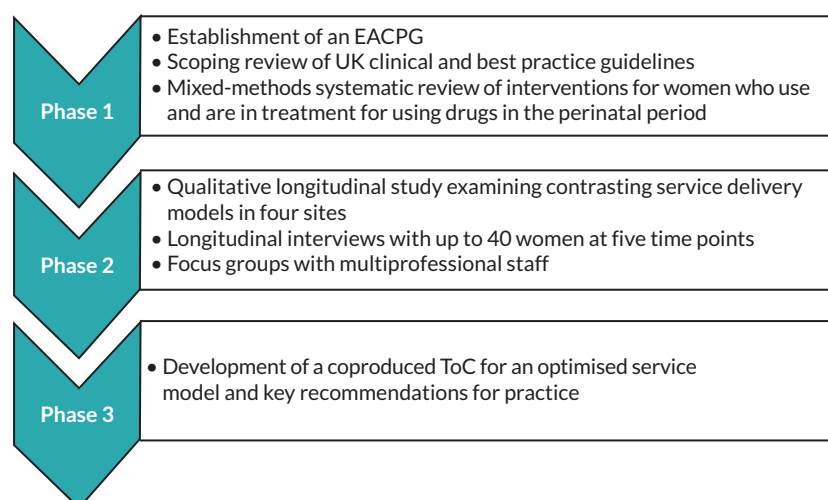 Phase 1
• Establishment of an EACPG
• Scoping review of UK clinical and best practice guidelines
• Mixed-methods systematic review of interventions for women who use
and are in treatment for using drugs in the perinatal period
Phase 2
• Qualitative longitudinal study examining contrasting service delivery
models in four sites
• Longitudinal interviews with up to 40 women at five time points
• Focus groups with multiprofessional staff
Phase 3
• Development of a coproduced ToC for an optimised service
model and key recommendations for practice